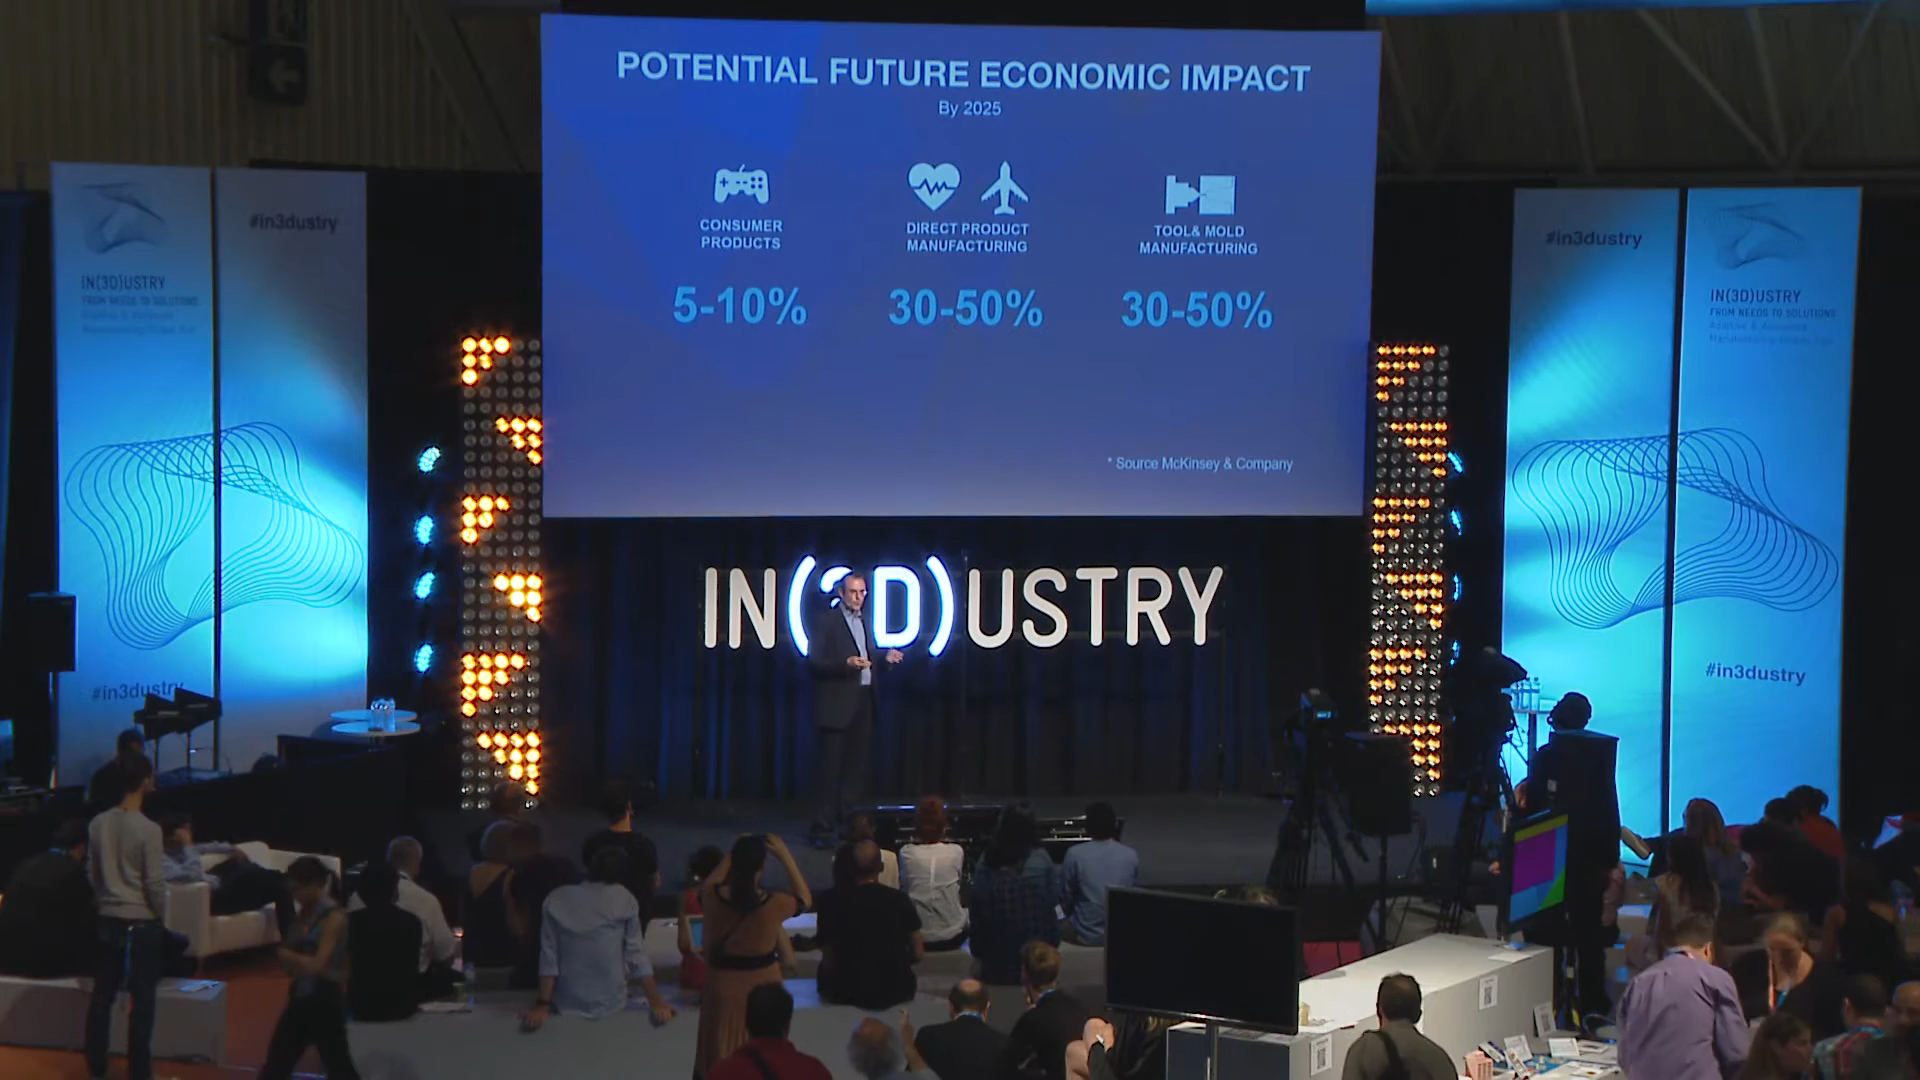 POTENTIAL FUTURE ECONOMIC IMPACT
By 2025
CONSUMER
PRODUCTS
5-10%
DIRECT PRODUCT
MANUFACTURING
30-50%
TOOL& MOLD
MANUFACTURING
30-50%
* Source McKinsey & Company
#in3dustry
IN(3D)USTRY
FROM NEEDS TO SOLUTIONS
#in3dustry
IN(3D)USTRY
#in3dustry
IN(3D)USTRY
FROM NEEDS TO SOLUTIONS
#in3dustry